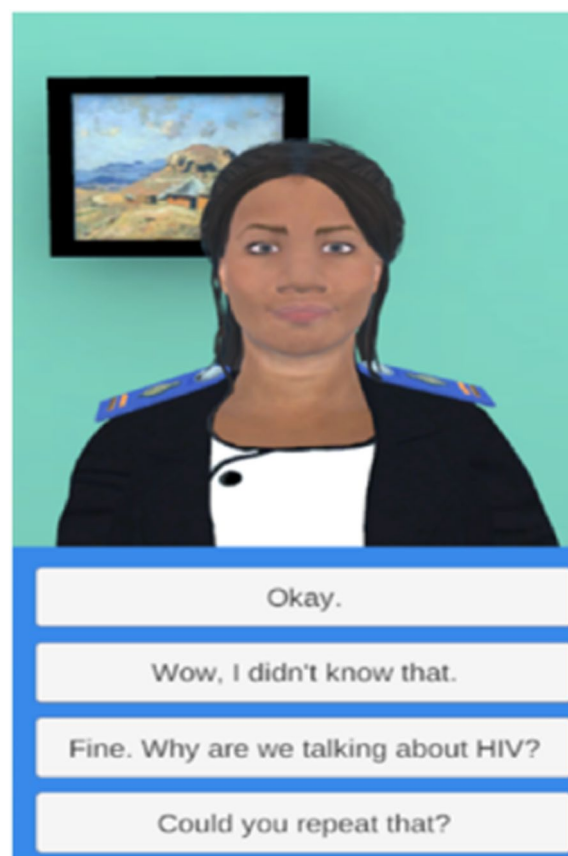 Okay.
Wow, I didn't know that.
Fine. Why are we talking about HIV?
Could you repeat that?